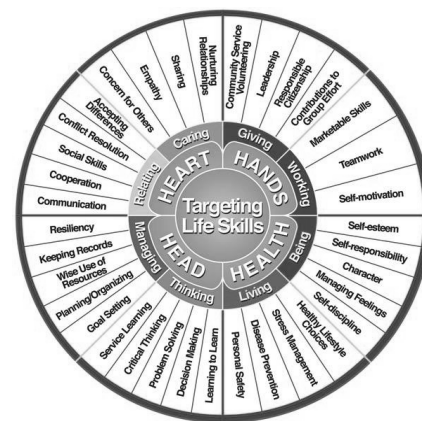 Targeting
Life Skills
HEART
HANDS
HEALTH
HEAD
Relating
Caring
Giving
Working
Being
Living
Thinking
Managing
Communication
Cooperation
Social Skills
Conflict Resolution
Accepting
Differences
Concern for Others
Empathy
Sharing
Nurturing
Relationships
Community Service
Volunteering
Leadership
Responsible
Citizenship
Contributions to
Group Effort
Marketable Skills
Teamwork
Self-motivation
Self-esteem
Self-responsibility
Character
Managing Feelings
Self-discipline
Healthy Lifestyle
Choices
Stress Management
Disease Prevention
Personal Safety
Learning to Learn
Decision Making
Problem Solving
Critical Thinking
Service Learning
Goal Setting
Planning/Organizing
Wise Use of
Resources
Keeping Records
Resiliency